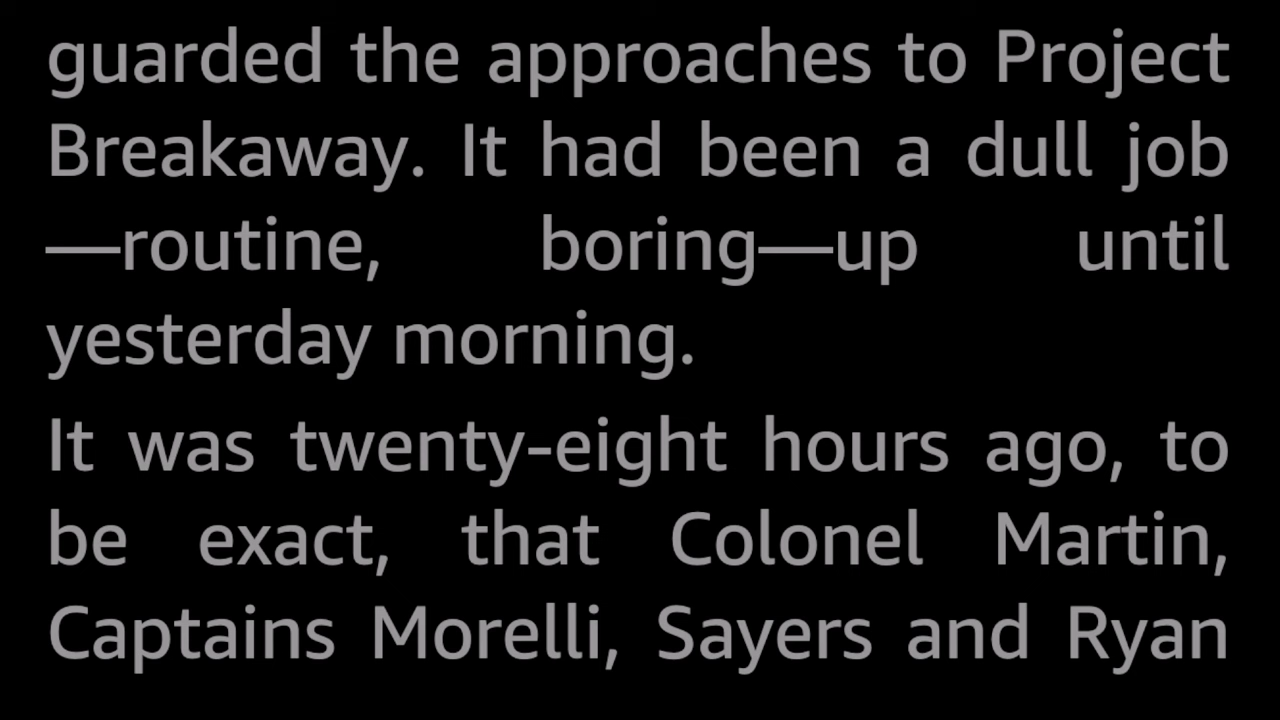 guarded the approaches to Project
Breakaway. It had been a dull job
—routine, boring—up until
yesterday morning.
It was twenty-eight hours ago, to
be exact, that Colonel Martin,
Captains Morelli, Sayers and Ryan